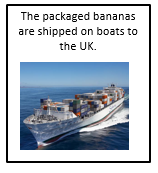 The packaged bananas
are shipped on boats to
the UK.